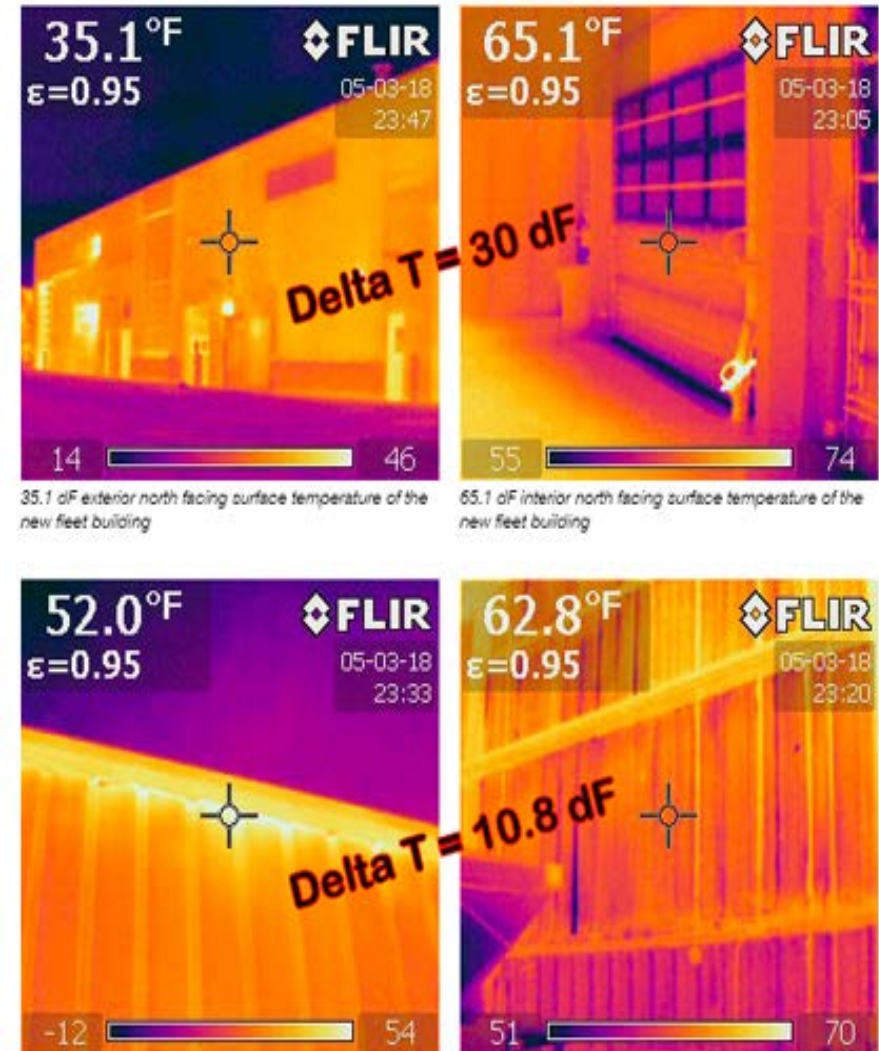 35.1°F
FLIR
ε=0.95
05-03-18
23:47
14
46
65.1°F
FLIR
ε=0.95
05-03-18
23:05
55
74
Delta T = 30 dF
35.1 dF exterior north facing surface temperature of the
new fleet building
65.1 dF interior north facing surface temperature of the
new fleet building
52.0°F
FLIR
ε=0.95
05-03-18
23:33
-12
54
62.8°F
FLIR
ε=0.95
05-03-18
23:20
51
70
Delta T = 10.8 dF